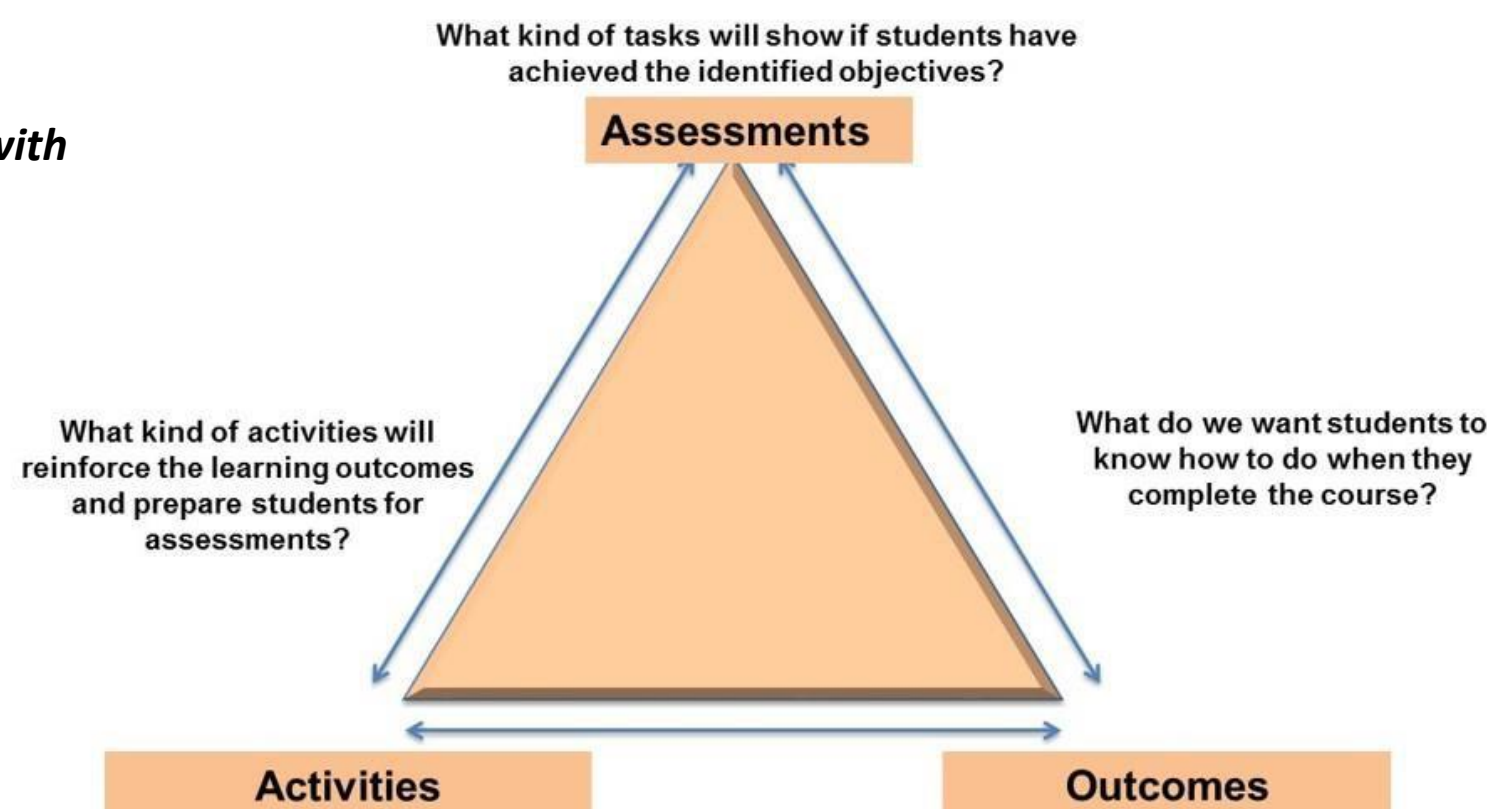 What kind of tasks will show if students have
achieved the identified objectives?
with
Assessments
What kind of activities will
reinforce the learning outcomes
and prepare students for
assessments?
What do we want students to
know how to do when they
complete the course?
Activities
Outcomes